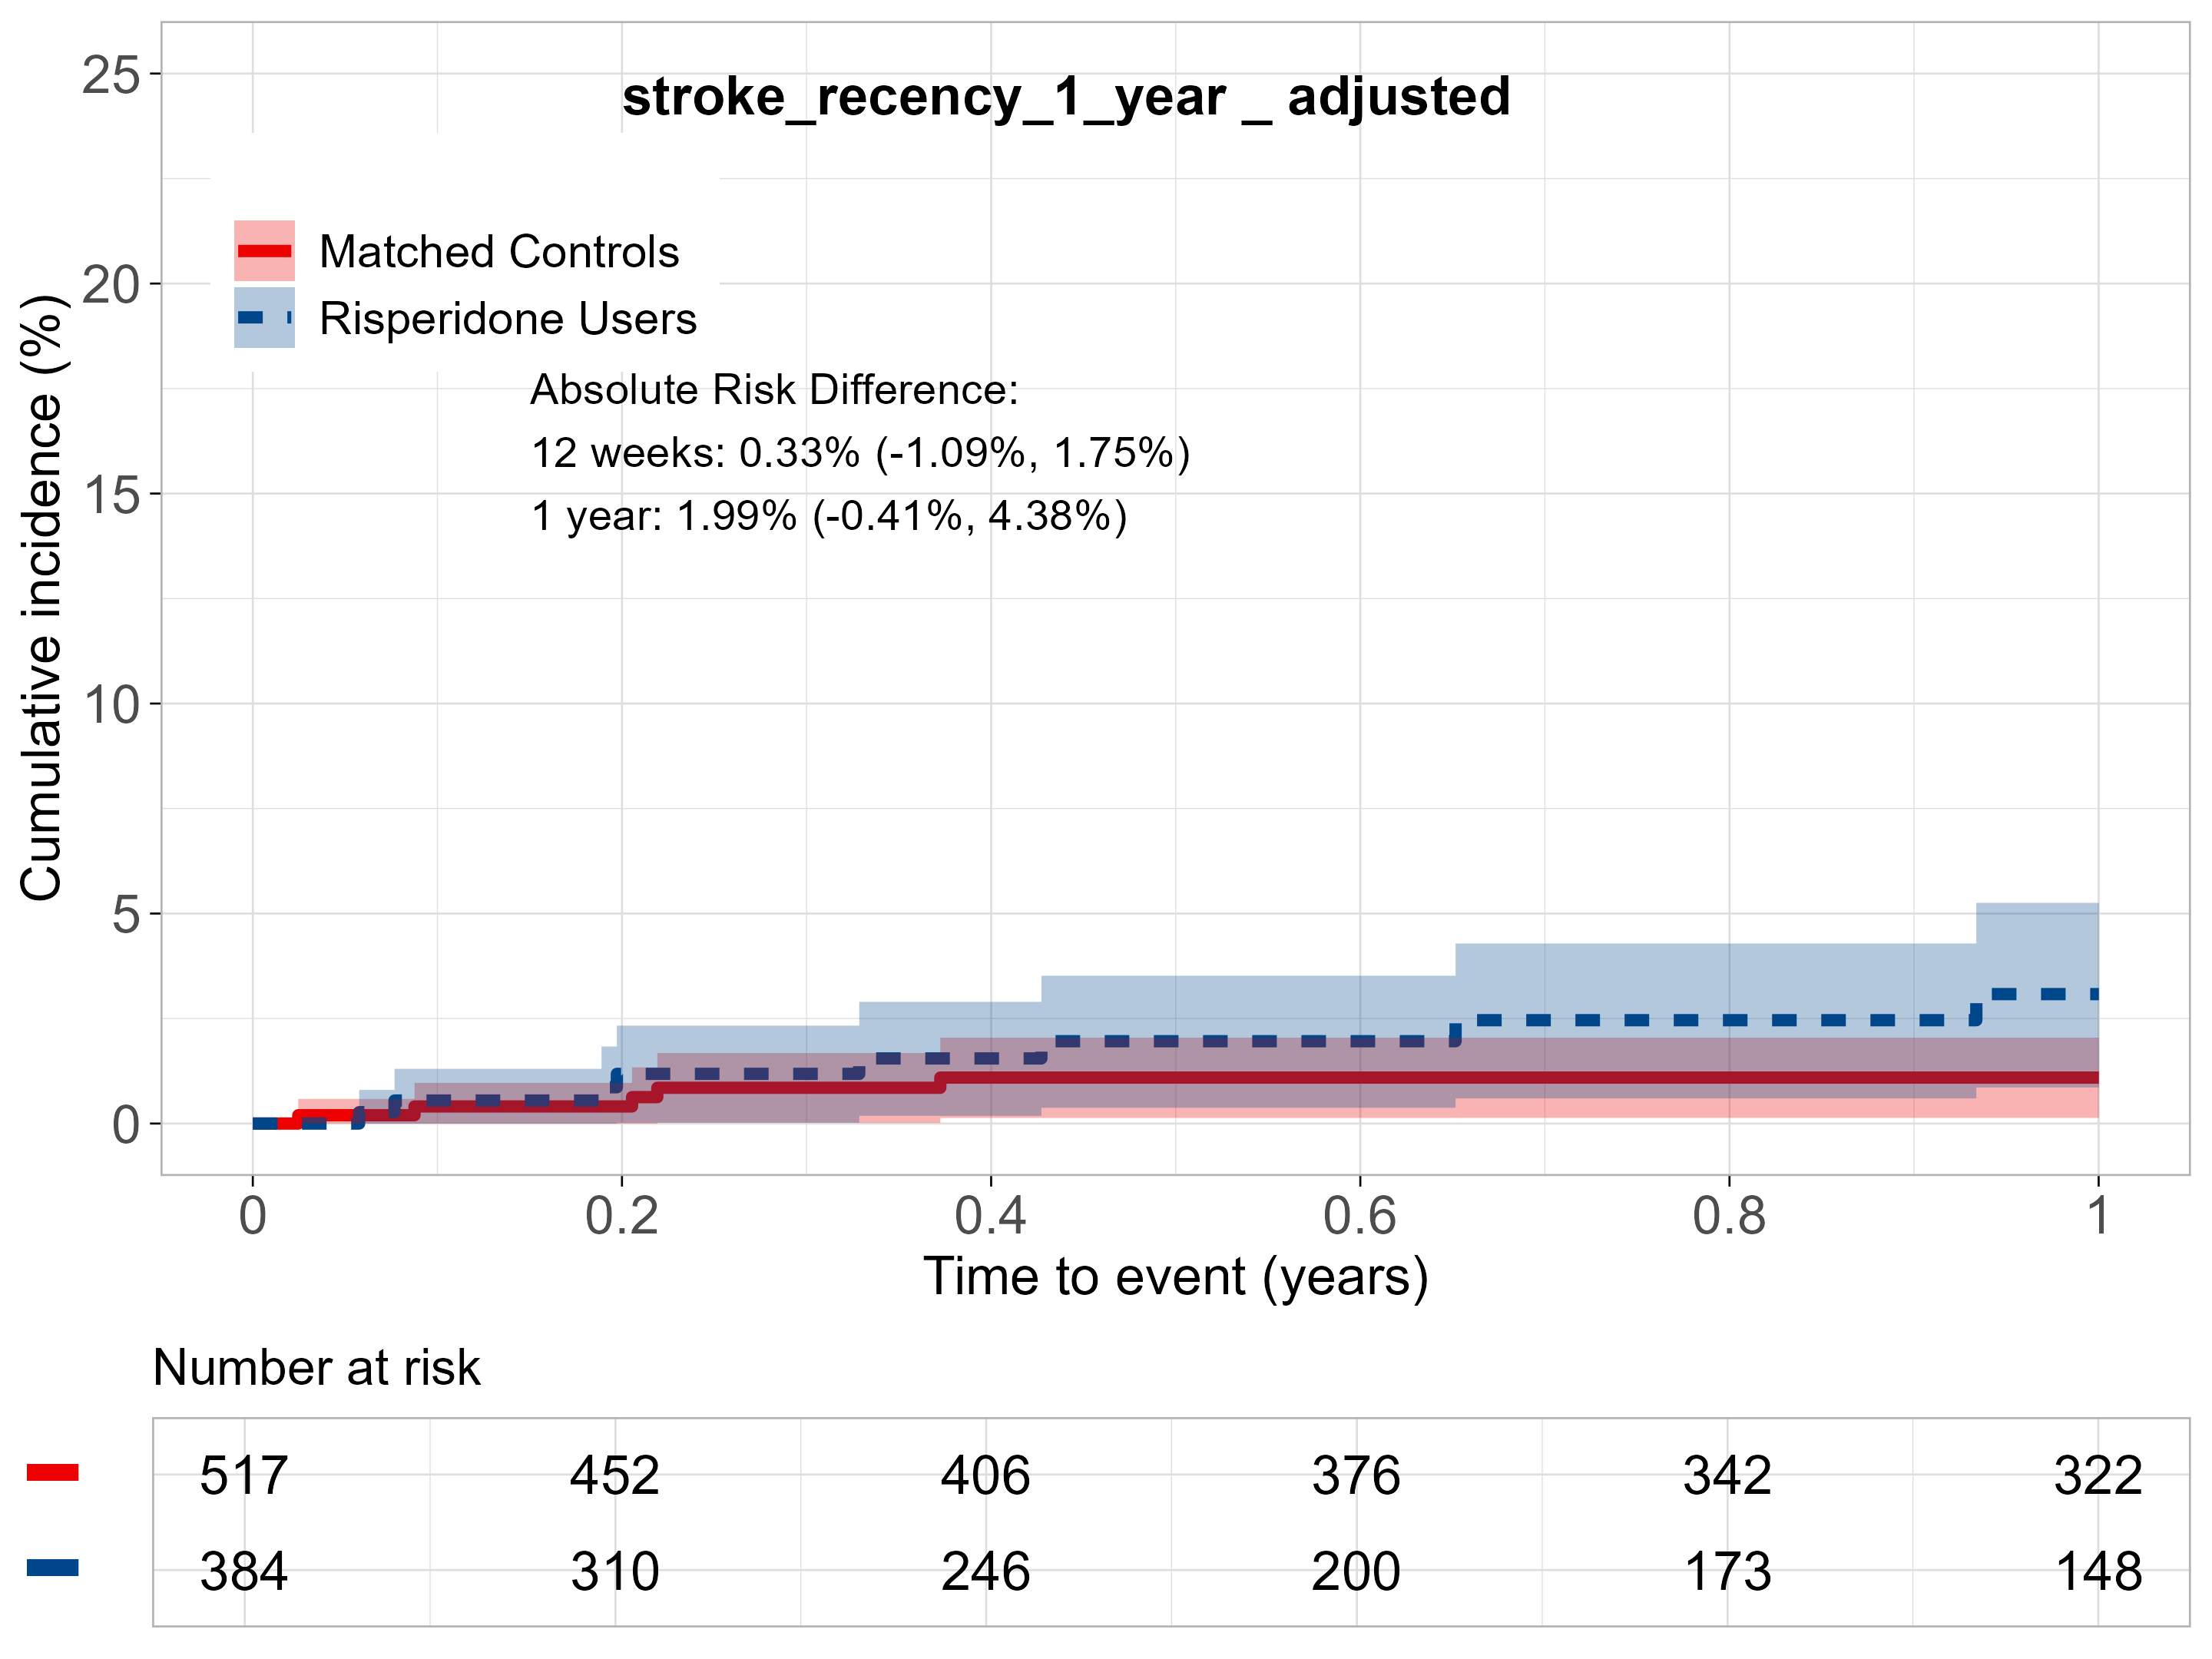 stroke_recency_1_year _ adjusted
25
20
15
10
5
0
Cumulative incidence (%)
Matched Controls
Risperidone Users
Absolute Risk Difference:
12 weeks: 0.33% (-1.09%, 1.75%)
1 year: 1.99% (-0.41%, 4.38%)
0 0.2 0.4 0.6 0.8 1
Time to event (years)
Number at risk
517 452 406 376 342 322
384 310 246 200 173 148